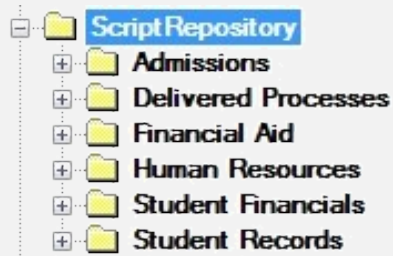 ScriptRepository
Admissions
Delivered Processes
Financial Aid
Human Resources
Student Financials
Student Records